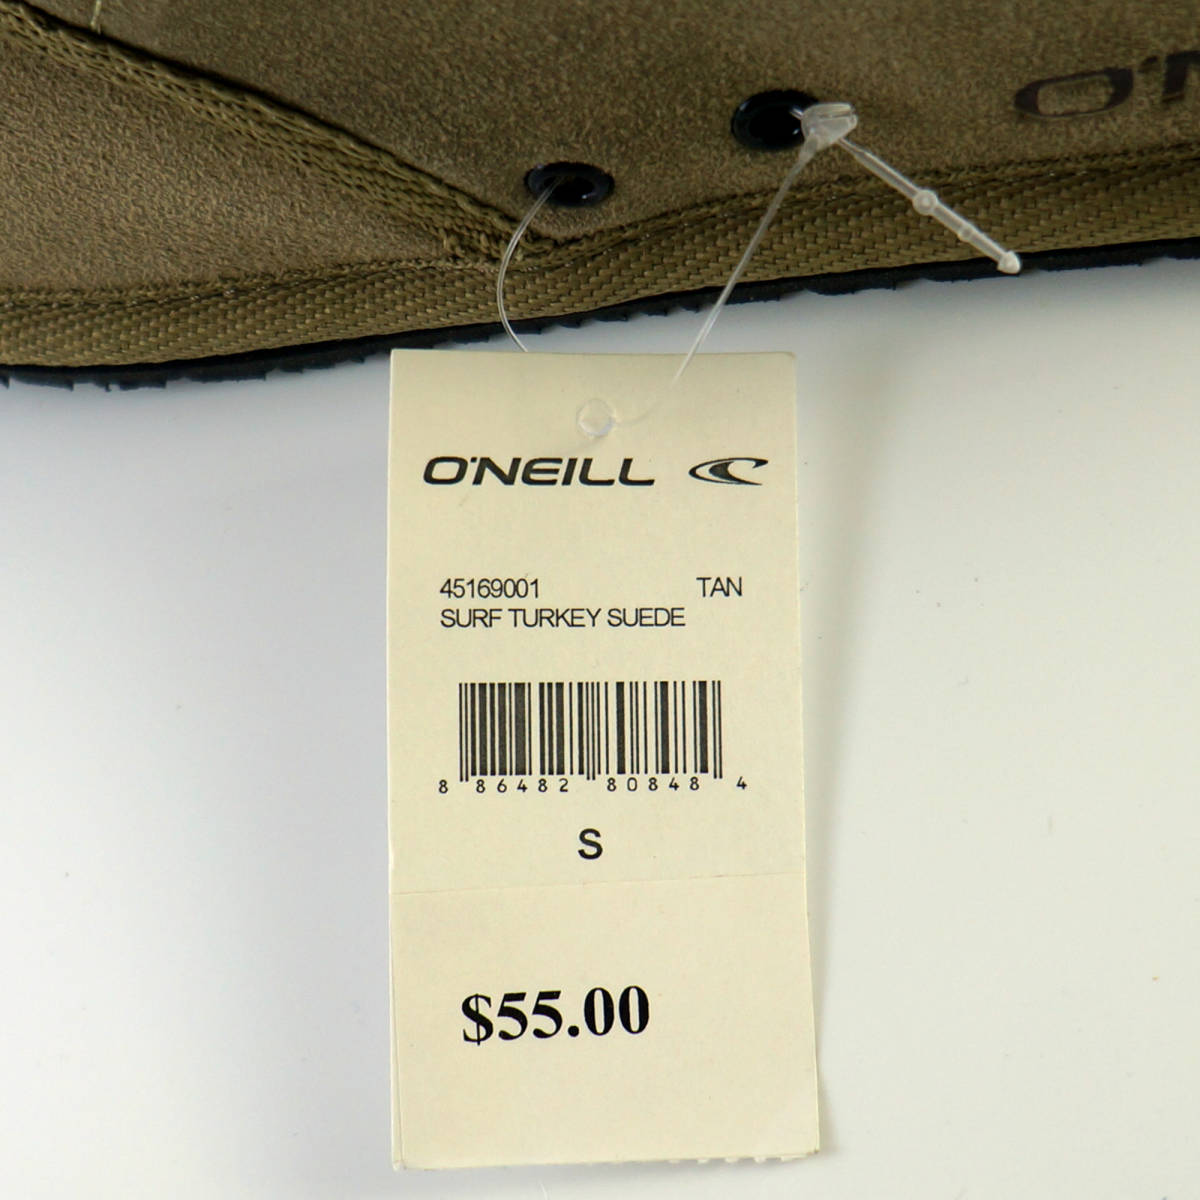 O'N
O'NEILL
45169001 TAN
SURF TURKEY SUEDE
8 86482 80848 4
S
$55.00